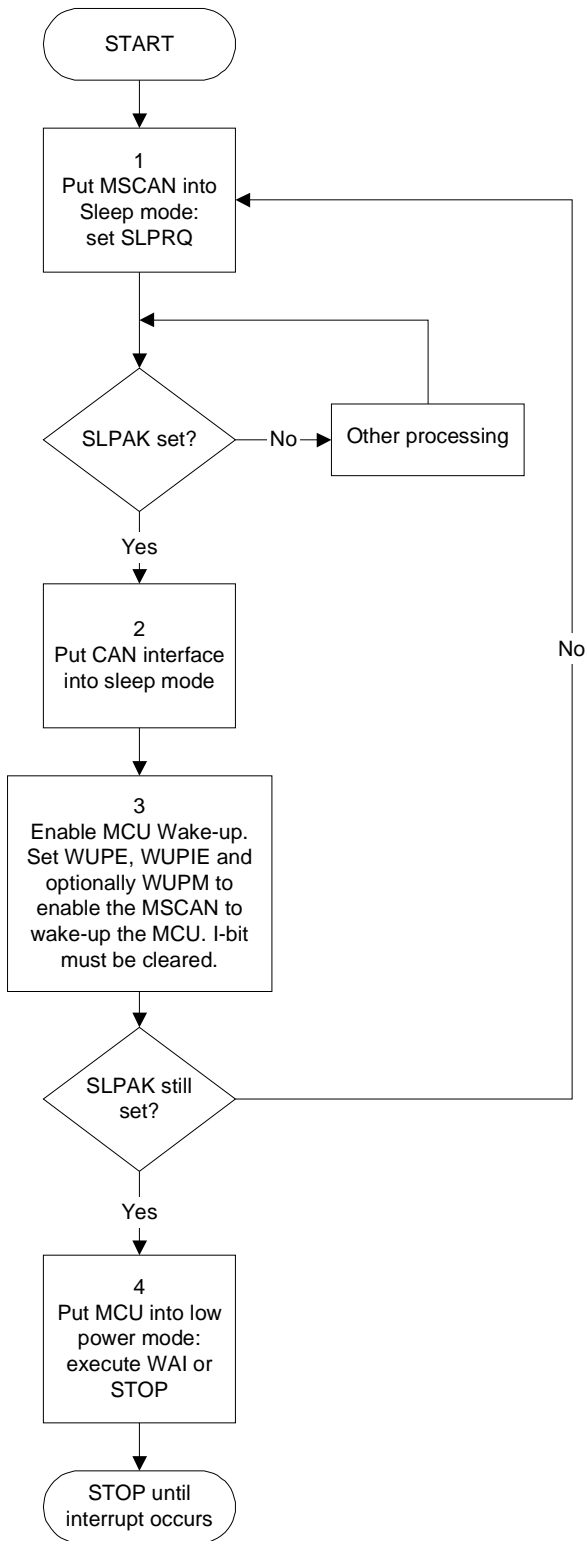 START
1
Put MSCAN into
Sleep mode:
set SLPRQ
SLPAK set?
No
Other processing
Yes
2
Put CAN interface
into sleep mode
No
3
Enable MCU Wake-up.
Set WUPE, WUPIE and
optionally WUPM to
enable the MSCAN to
wake-up the MCU. I-bit
must be cleared.
SLPAK still
set?
Yes
4
Put MCU into low
power mode:
execute WAI or
STOP
STOP until
interrupt occurs